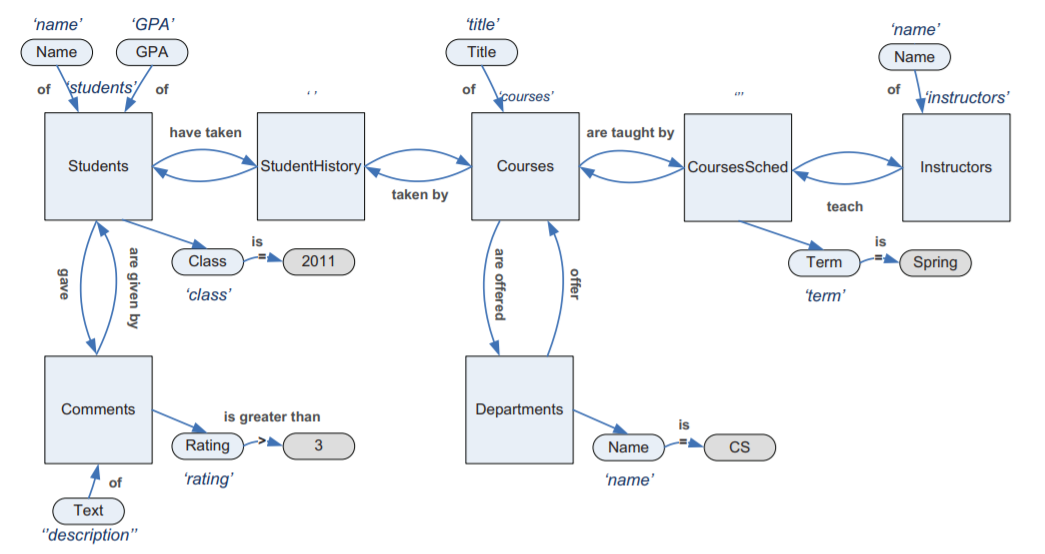 ‘name’ ‘GPA’ ‘title’ ‘name’
Name GPA Title Name
of ‘students’ of ‘ ’ of ‘courses’ ‘’’ of ‘instructors’
have taken are taught by
Students StudentHistory Courses CoursesSched Instructors
taken by teach
gave are given by Class is = 2011 are offered offer Term is = Spring
‘class’ ‘term’
Comments Departments
is greater than
Rating > 3 Name is = CS
‘rating’ ‘name’
of
Text
‘’description’’